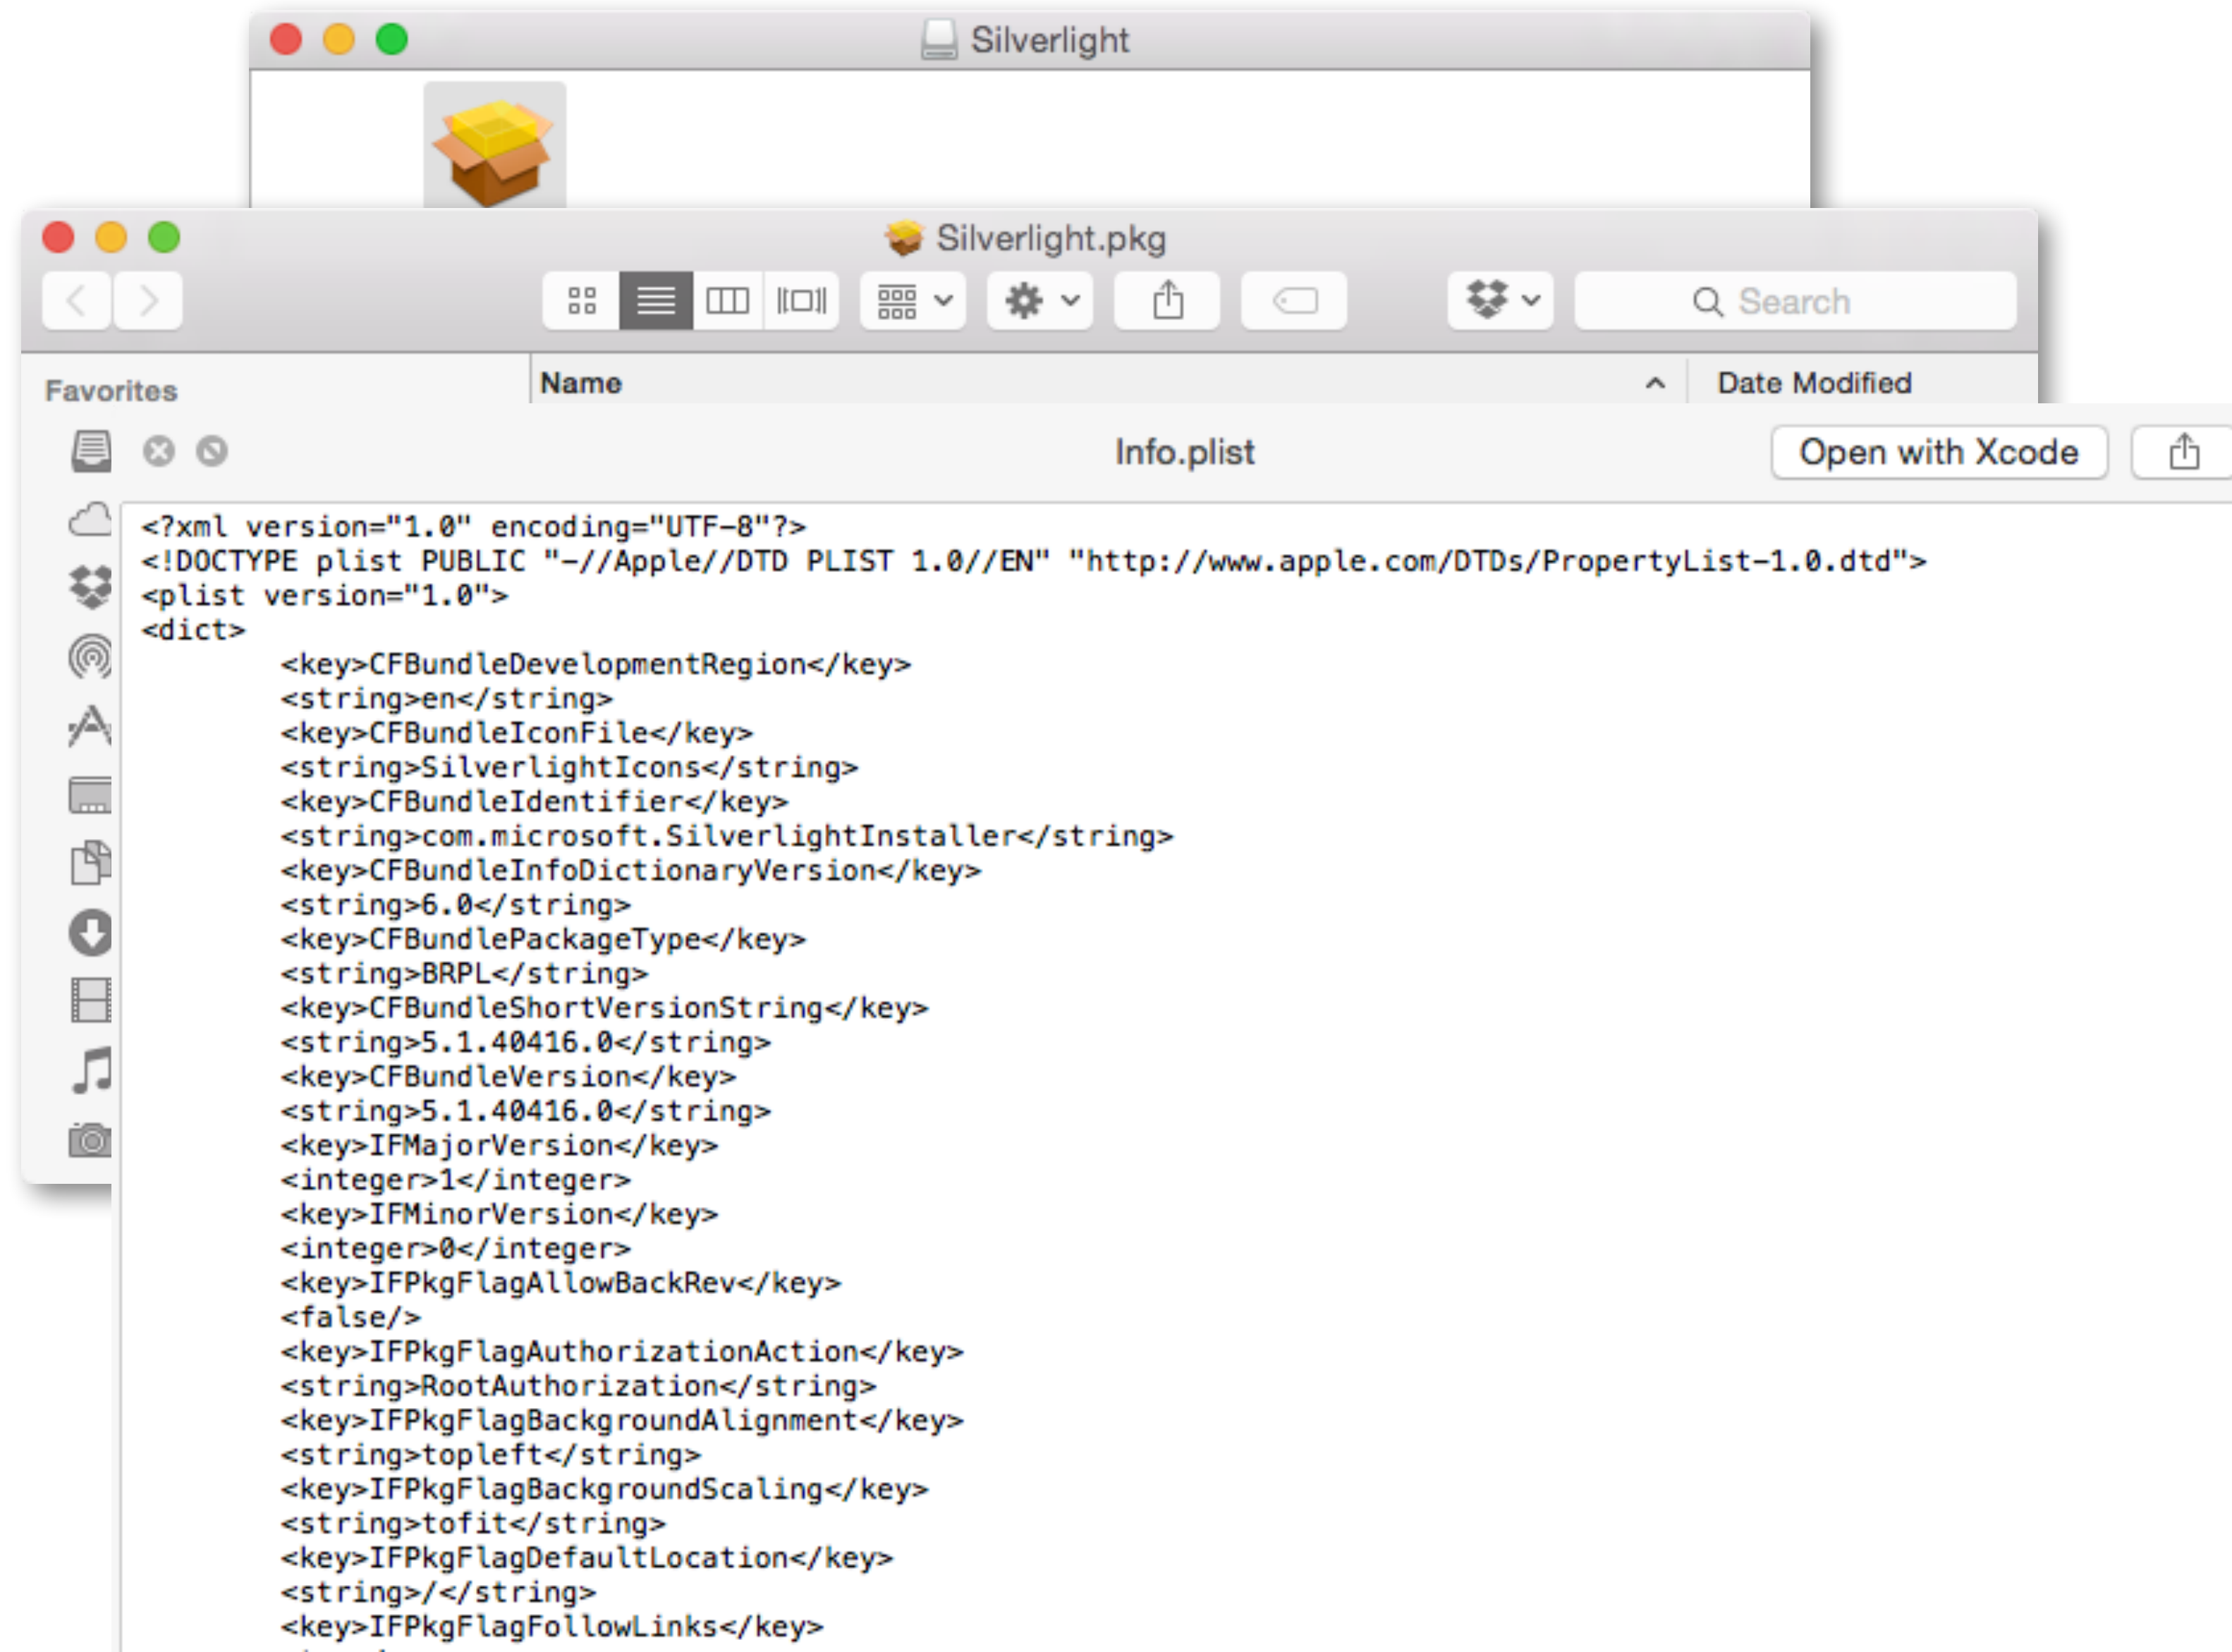 Silverlight
Silverlight.pkg
Search
Favorites
Name
Date Modified
Info.plist
Open with Xcode
<?xml version="1.0" encoding="UTF-8"?>
<!DOCTYPE plist PUBLIC "-//Apple//DTD PLIST 1.0//EN" "http://www.apple.com/DTDs/PropertyList-1.0.dtd">
<plist version="1.0">
<dict>
<key>CFBundleDevelopmentRegion</key>
<string>en</string>
<key>CFBundleIconFile</key>
<string>SilverlightIcons</string>
<key>CFBundleIdentifier</key>
<string>com.microsoft.SilverlightInstaller</string>
<key>CFBundleInfoDictionaryVersion</key>
<string>6.0</string>
<key>CFBundlePackageType</key>
<string>BRPL</string>
<key>CFBundleShortVersionString</key>
<string>5.1.40416.0</string>
<key>CFBundleVersion</key>
<string>5.1.40416.0</string>
<key>IFMajorVersion</key>
<integer>1</integer>
<key>IFMinorVersion</key>
<integer>0</integer>
<key>IFPkgFlagAllowBackRev</key>
<false/>
<key>IFPkgFlagAuthorizationAction</key>
<string>RootAuthorization</string>
<key>IFPkgFlagBackgroundAlignment</key>
<string>topleft</string>
<key>IFPkgFlagBackgroundScaling</key>
<string>tofit</string>
<key>IFPkgFlagDefaultLocation</key>
<string>/</string>
<key>IFPkgFlagFollowLinks</key>